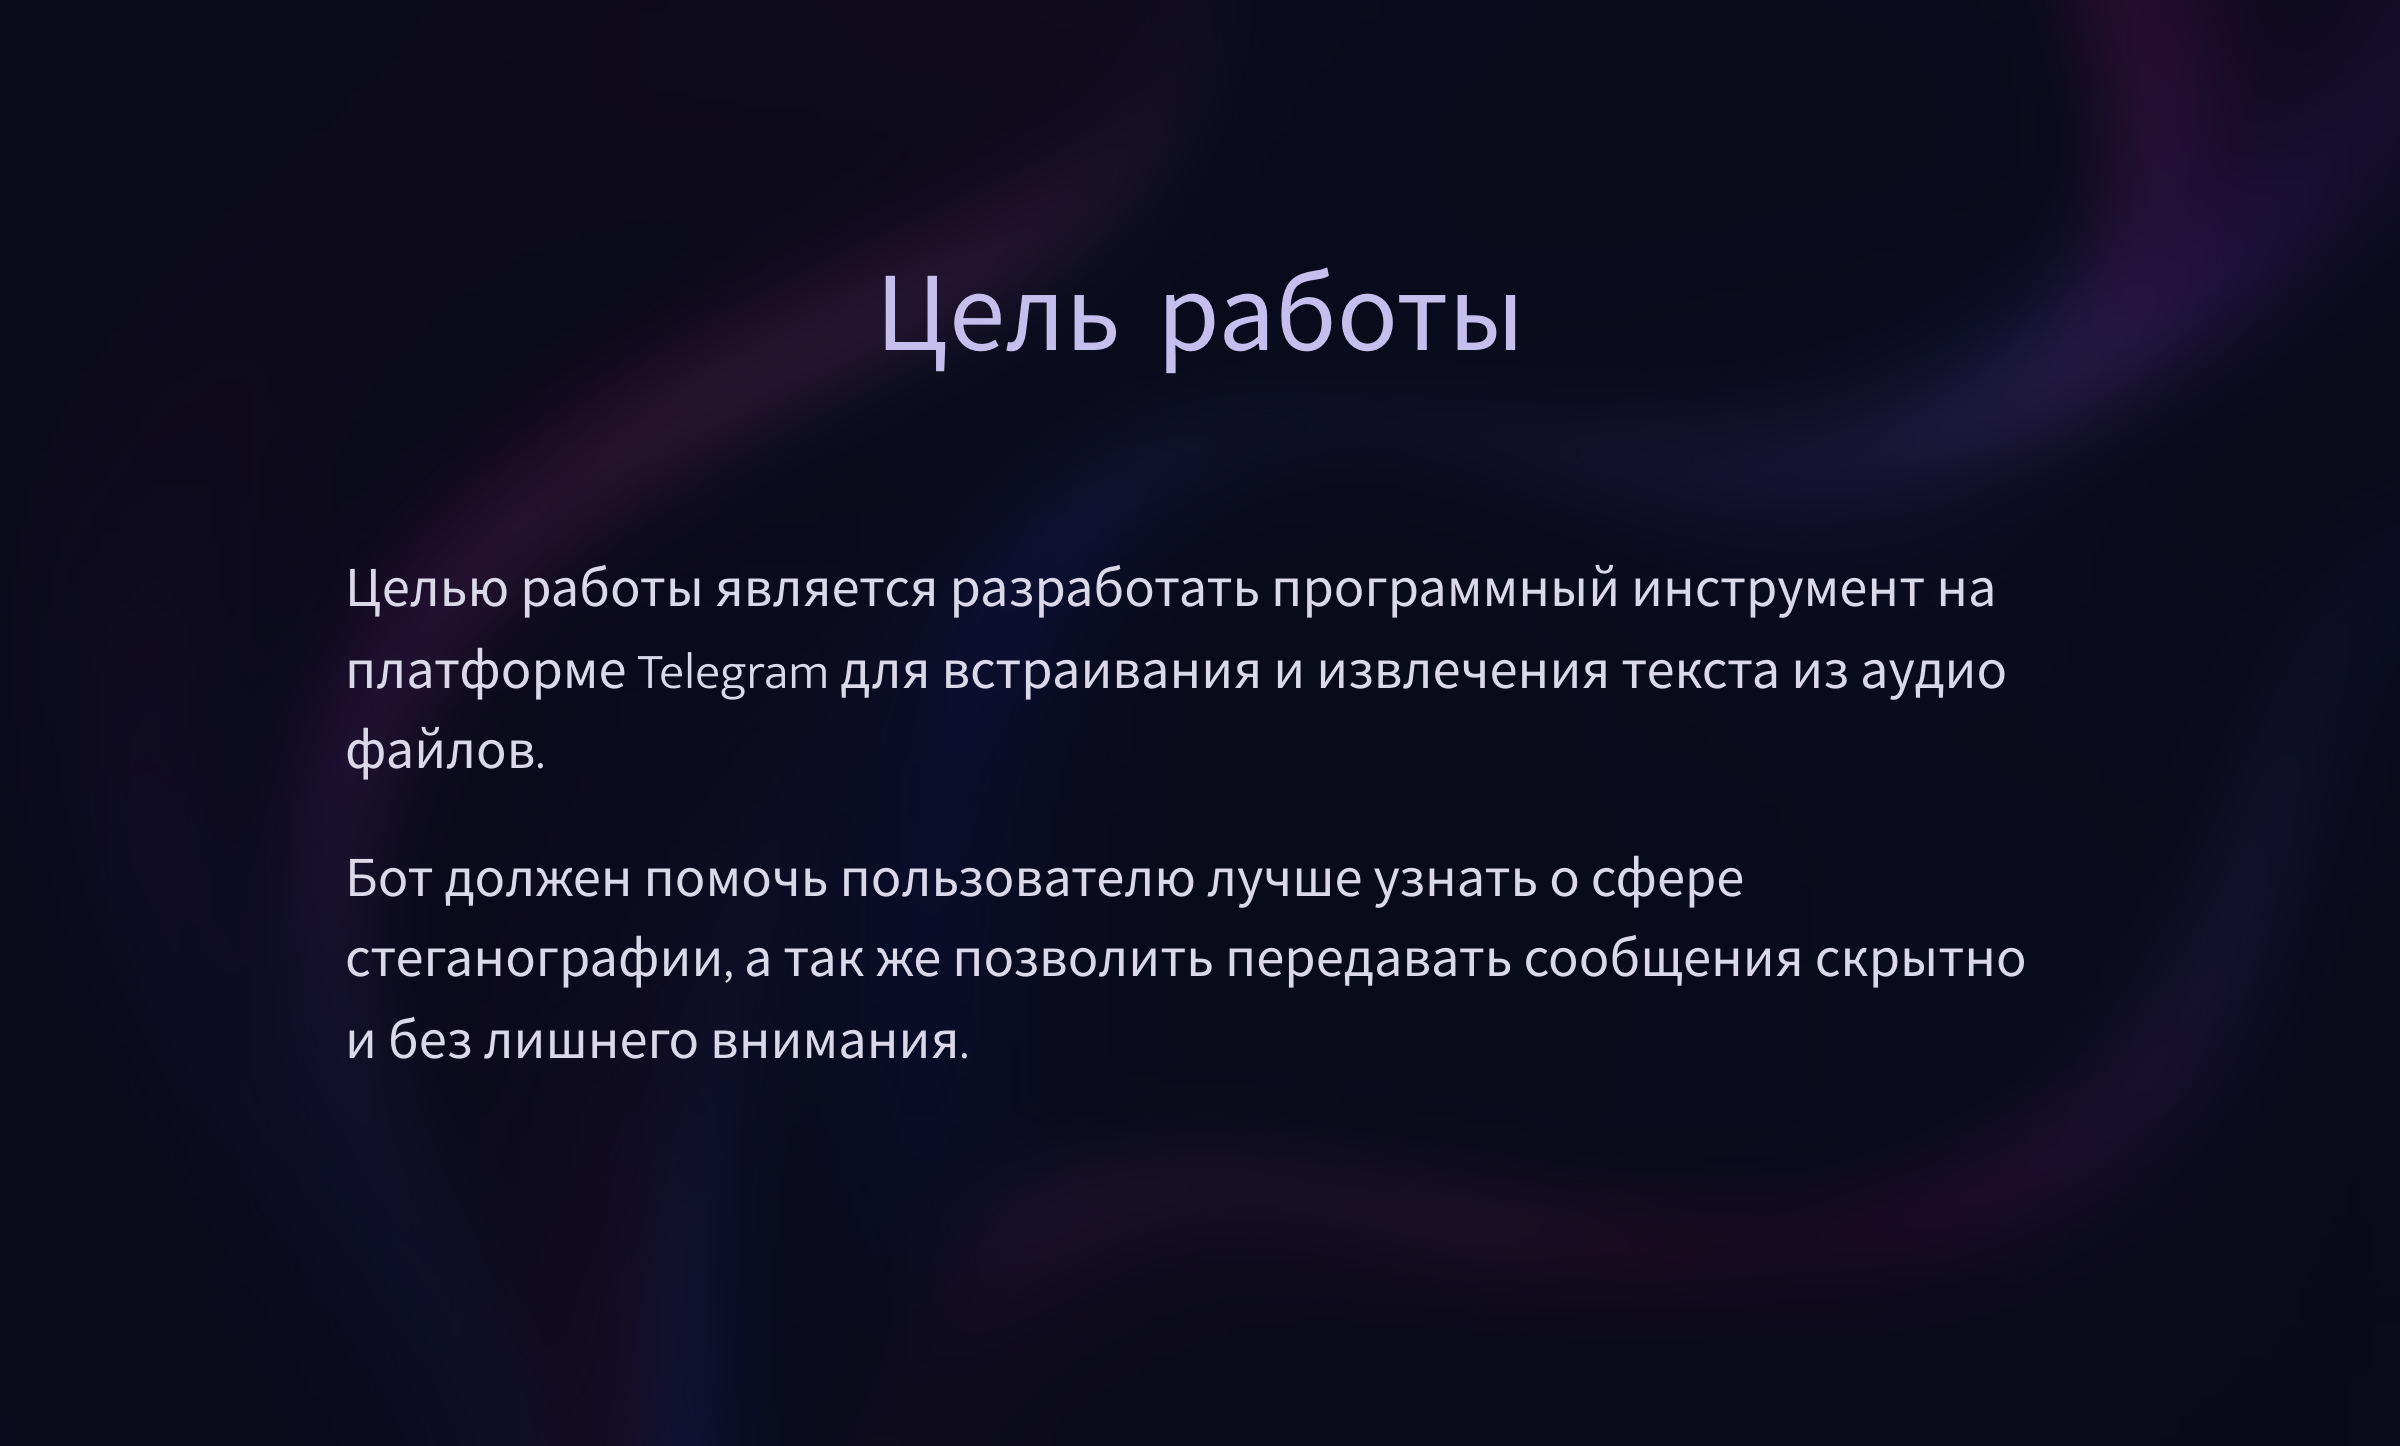 Цель работы
Целью работы является разработать программный инструмент на
платформе Telegram для встраивания и извлечения текста из аудио
файлов.
Бот должен помочь пользователю лучше узнать о сфере
стеганографии, а так же позволить передавать сообщения скрытно
и без лишнего внимания.